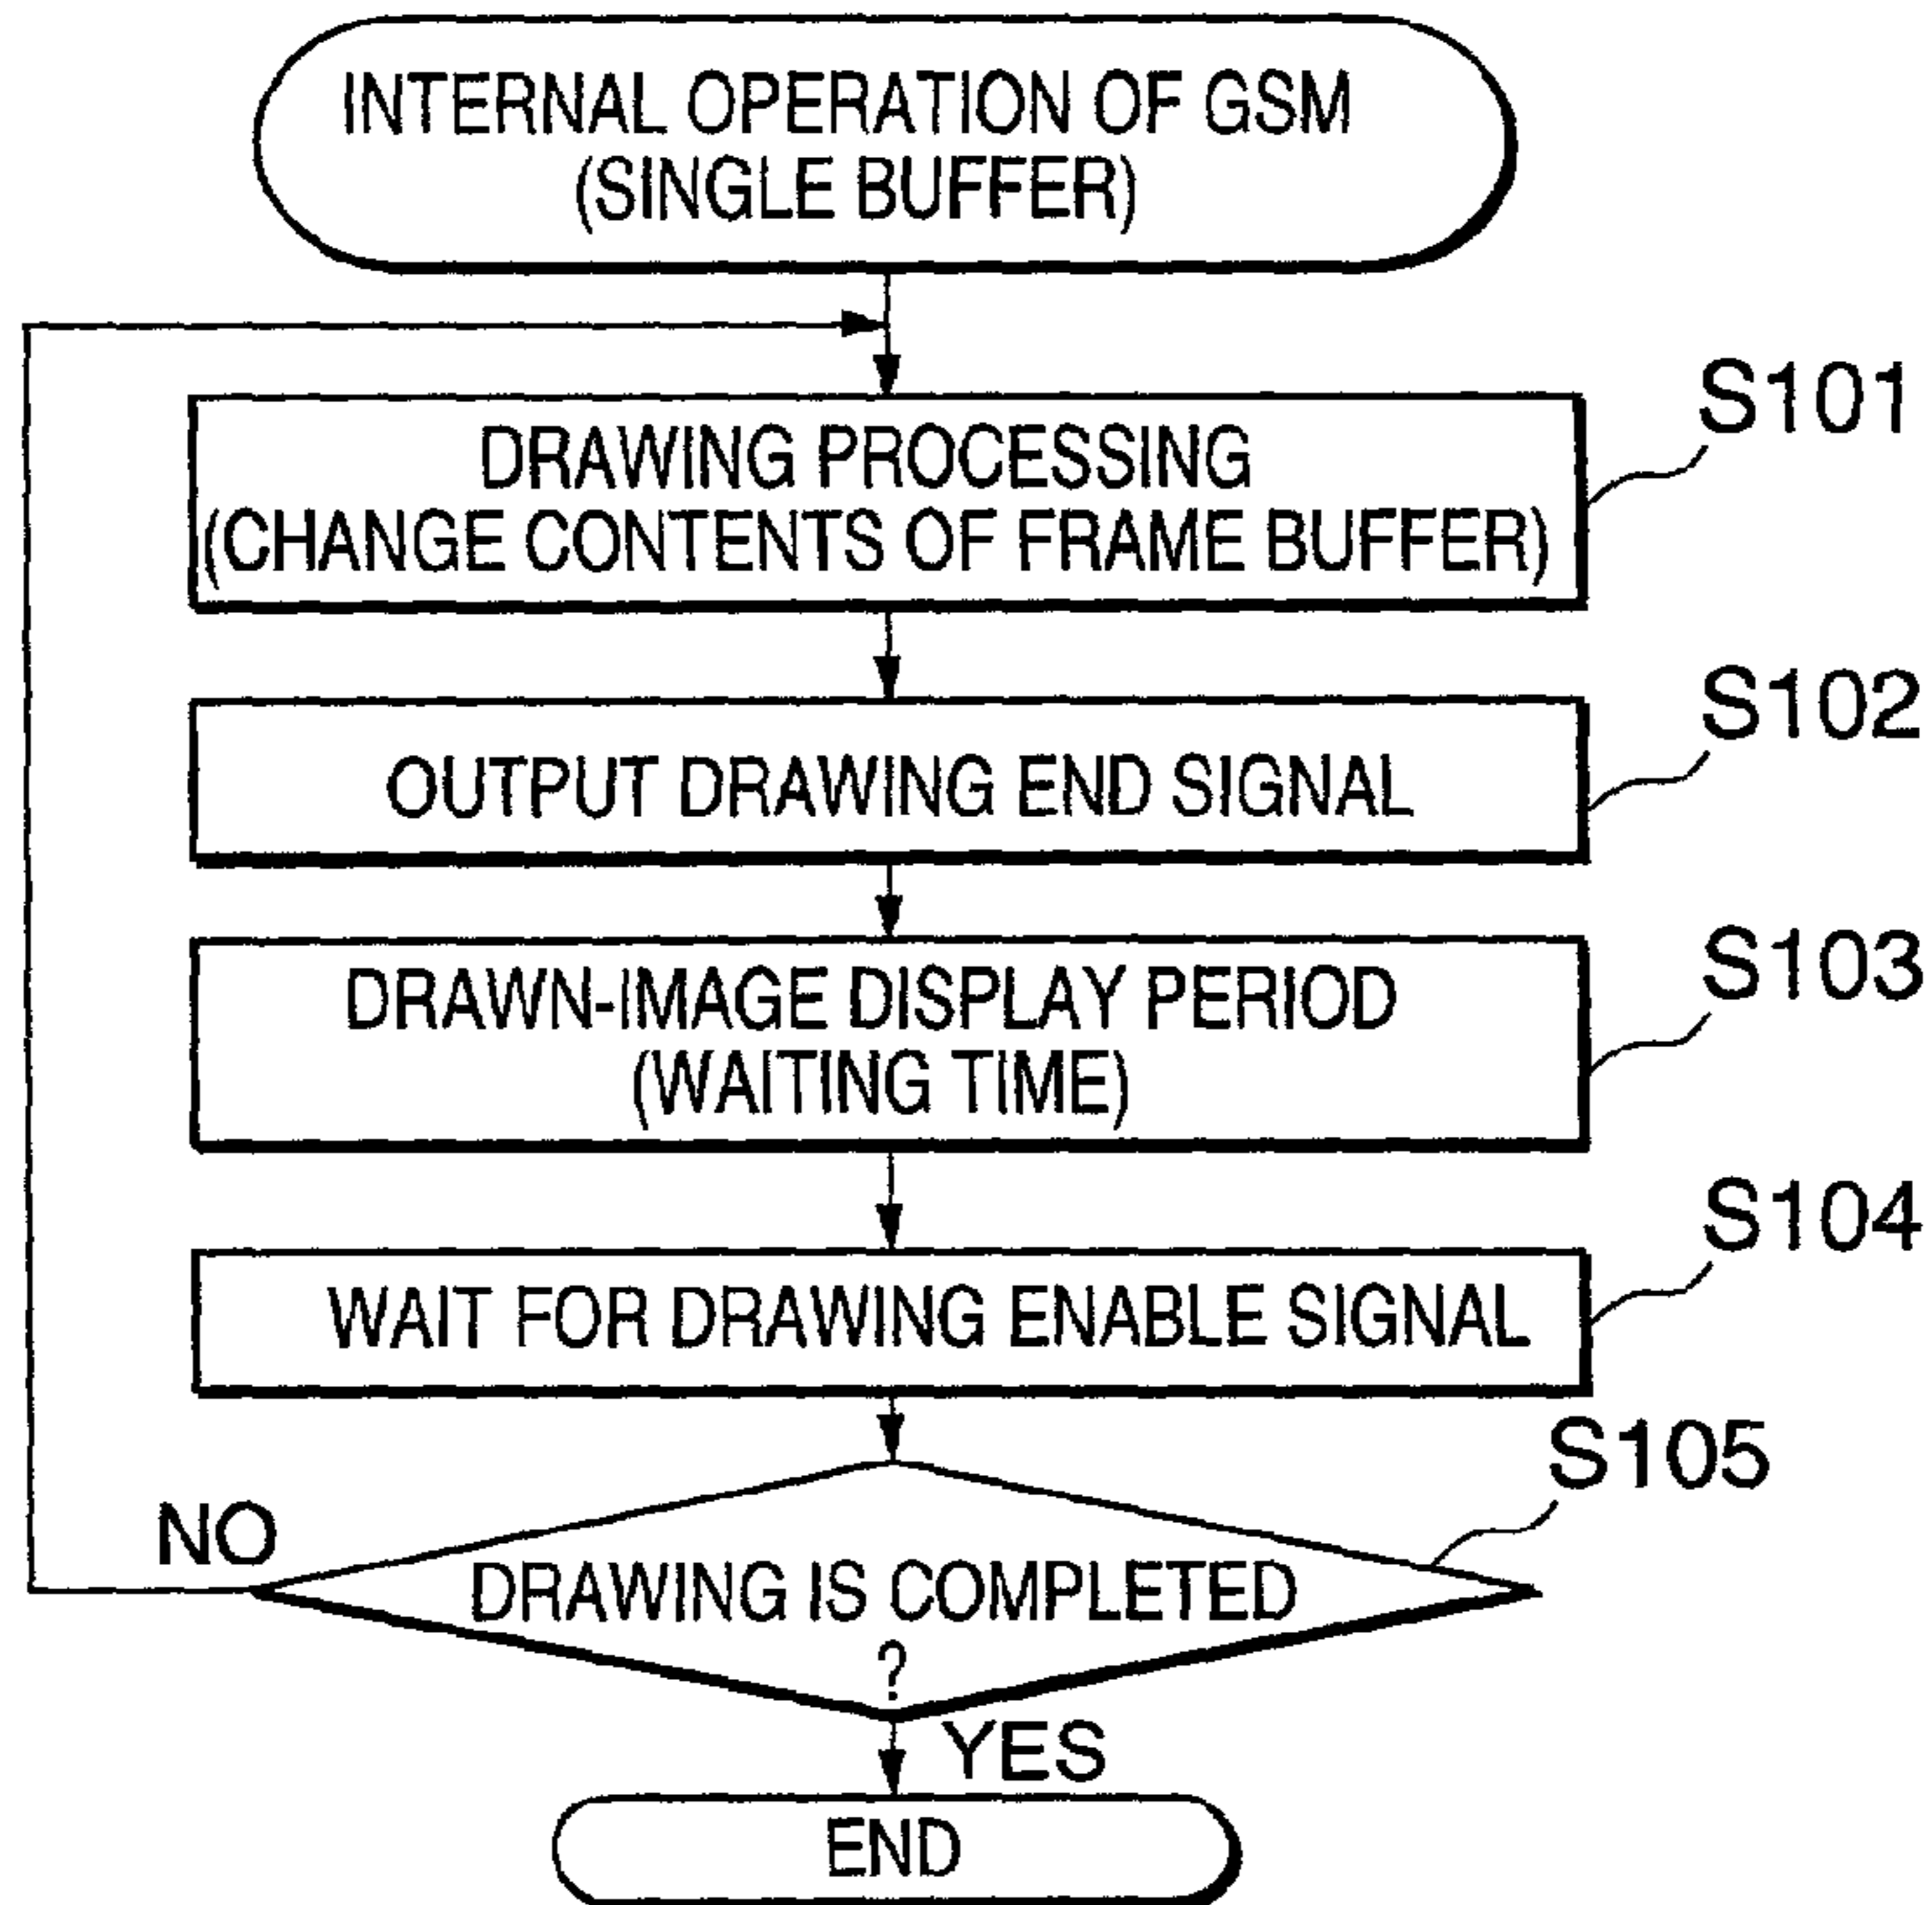 INTERNAL OPERATION OF GSM
(SINGLE BUFFER)
S101
DRAWING PROCESSING
(CHANGE CONTENTS OF FRAME BUFFER)
S102
OUTPUT DRAWING END SIGNAL
S103
DRAWN-IMAGE DISPLAY PERIOD
(WAITING TIME)
S104
WAIT FOR DRAWING ENABLE SIGNAL
S105
NO
DRAWING IS COMPLETED
?
YES
END